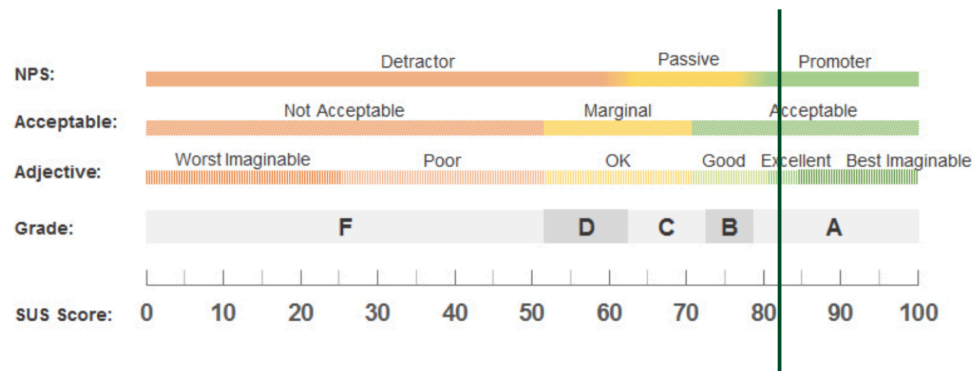 NPS: Detractor Passive Promoter
Acceptable: Not Acceptable Marginal Acceptable
Adjective: Worst Imaginable Poor OK Good Excellent Best Imaginable
Grade: F D C B A
SUS Score: 0 10 20 30 40 50 60 70 80 90 100